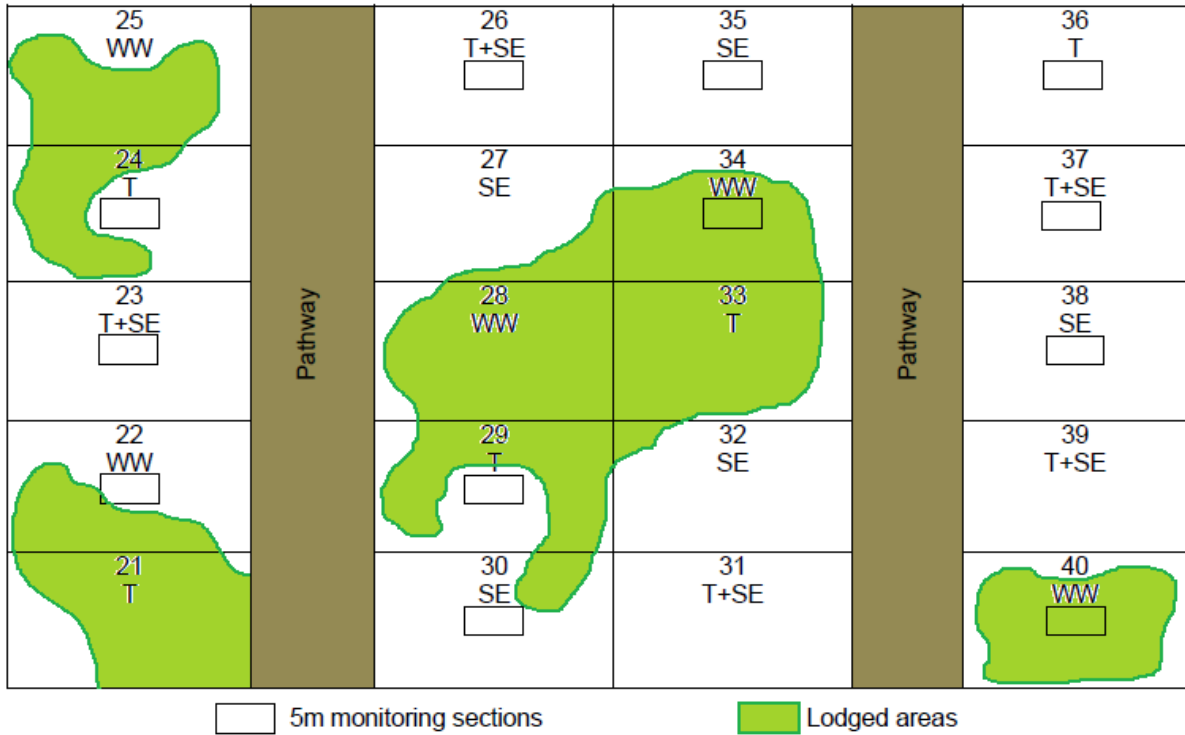 25
WW
26
T+SE
35
SE
36
T
24
T
27
SE
34
WW
37
T+SE
23
T+SE
Pathway
28
WW
33
T
Pathway
38
SE
22
WW
29
T
32
SE
39
T+SE
21
T
30
SE
31
T+SE
40
WW
5m monitoring sections
Lodged areas